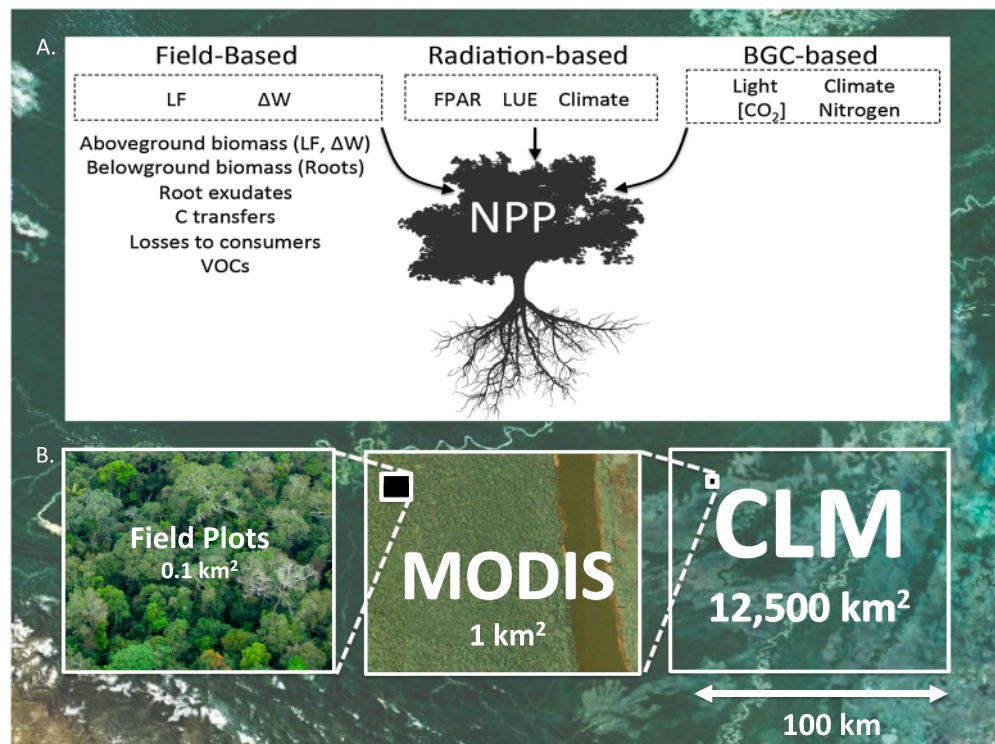 A.
Field-Based
LF ΔW
Aboveground biomass (LF, ΔW)
Belowground biomass (Roots)
Root exudates
C transfers
Losses to consumers
VOCs
Radiation-based
FPAR LUE Climate
BGC-based
Light Climate
[CO₂] Nitrogen
NPP
B.
Field Plots
0.1 km²
MODIS
1 km²
CLM
12,500 km²
100 km